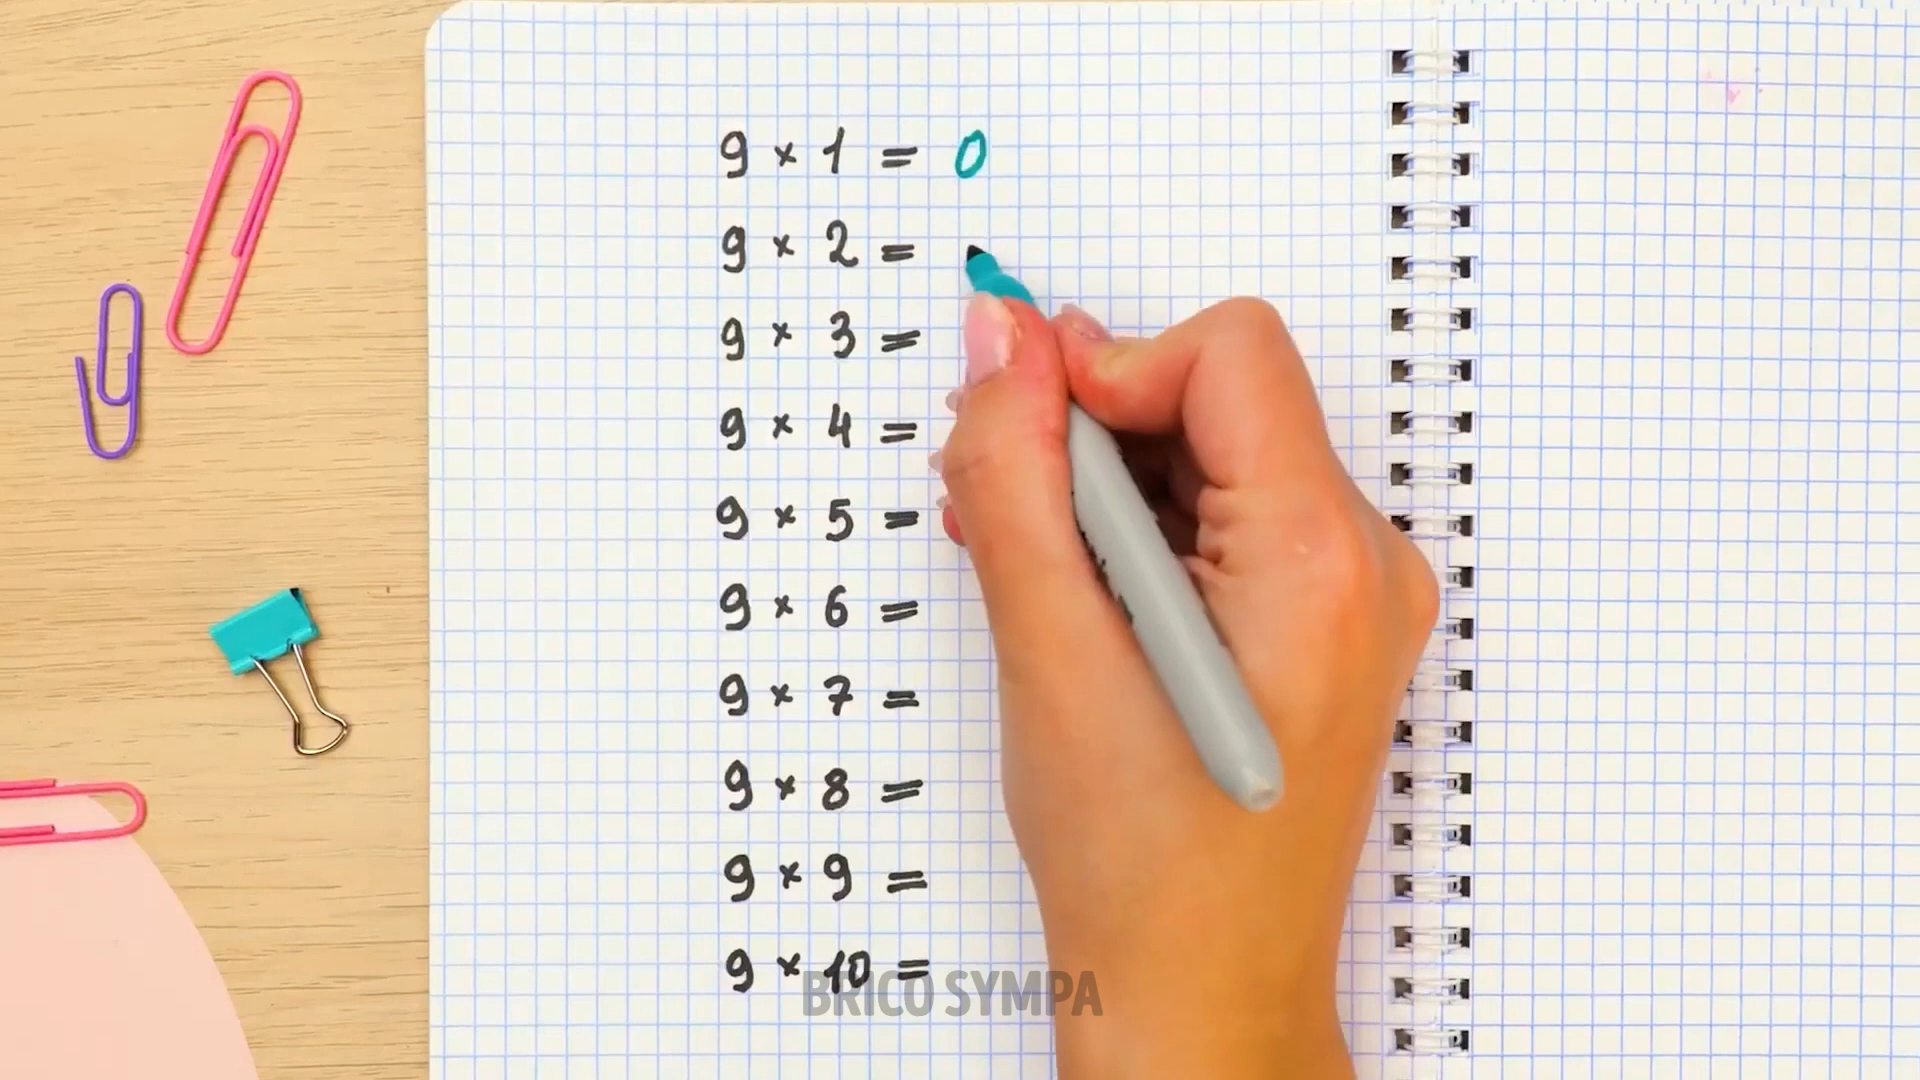 9 × 1 = 0
9 × 2 =
9 × 3 =
9 × 4 =
9 × 5 =
9 × 6 =
9 × 7 =
9 × 8 =
9 × 9 =
9 × 10 =
BRICO SYMPA